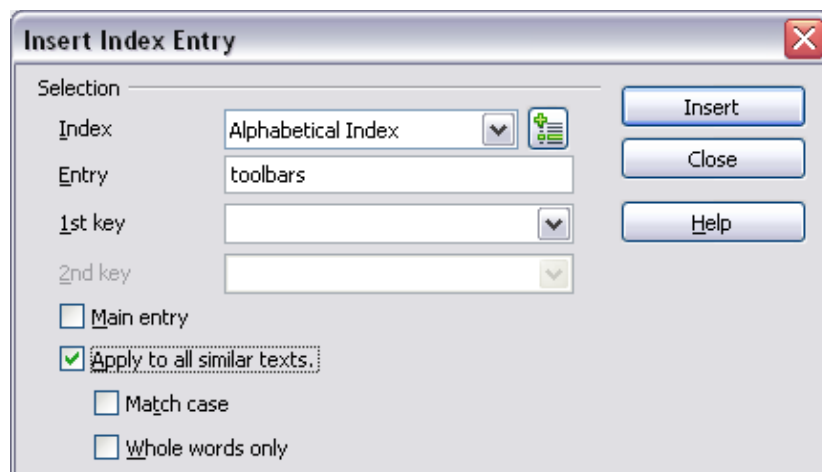 Insert Index Entry
Selection
Index Alphabetical Index Insert
Entry toolbars Close
1st key Help
2nd key
Main entry
Apply to all similar texts.
Match case
Whole words only